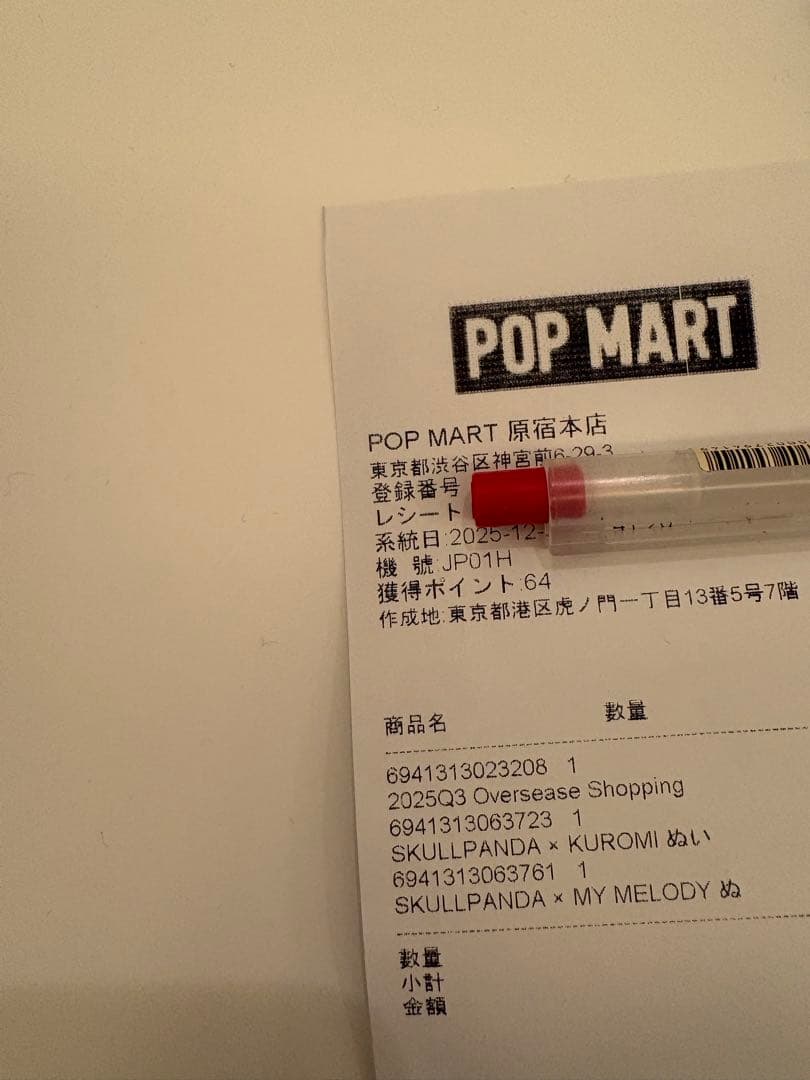 POP MART
POP MART 原宿本店
東京都渋谷区神宮前6-29-3
登録番号
レシート
系統日:2025-12-
機 號:JP01H
獲得ポイント:64
作成地:東京都港区虎ノ門一丁目13番5号7階
商品名 數量
6941313023208 1
2025Q3 Oversease Shopping
6941313063723 1
SKULLPANDA × KUROMI ぬい
6941313063761 1
SKULLPANDA × MY MELODY ぬ
數量
小計
金額